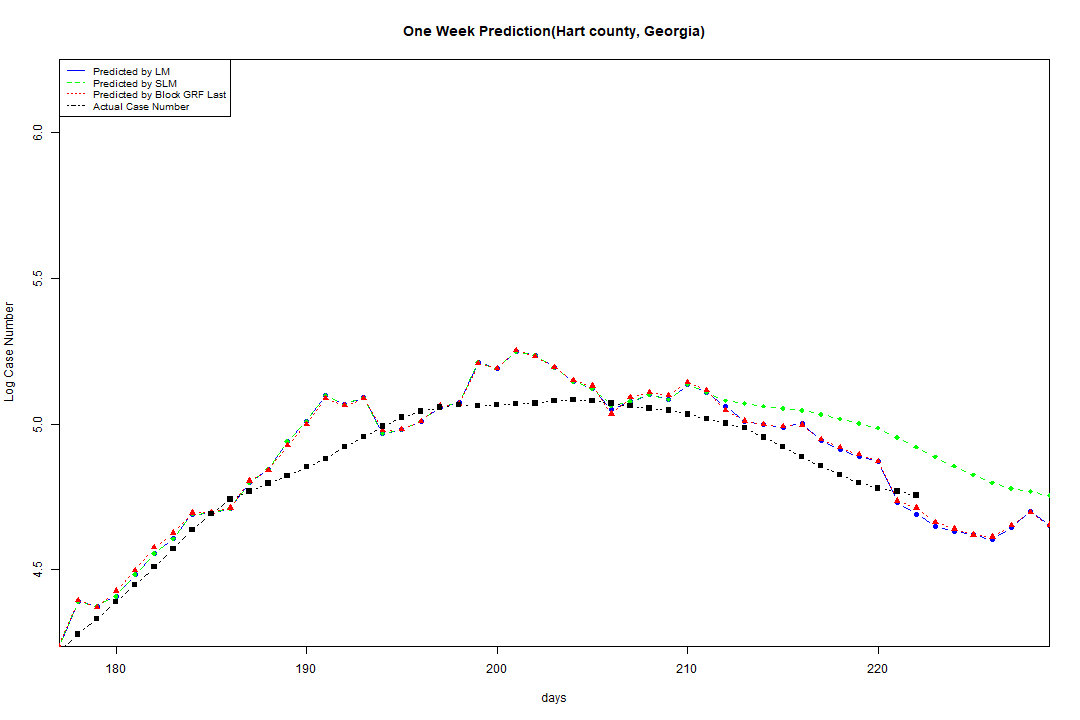 One Week Prediction(Hart county, Georgia)
Predicted by LM
Predicted by SLM
Predicted by Block GRF Last
Actual Case Number
6.0
5.5
5.0
4.5
Log Case Number
180 190 200 210 220
days